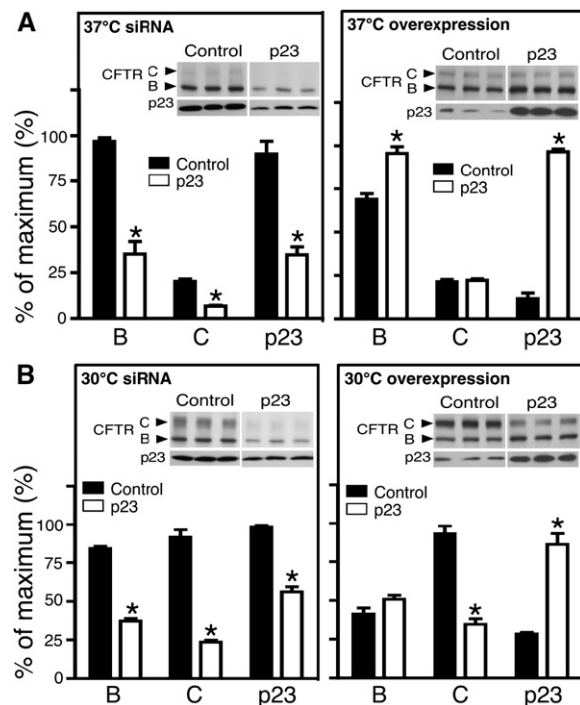 A
37°C siRNA
Control p23
CFTR C
B
p23
Control
p23
% of maximum (%)
100
75
50
25
0
B C p23
37°C overexpression
Control p23
CFTR C
B
p23
Control
p23
* * * * *
B C p23
B
30°C siRNA
Control p23
CFTR C
B
p23
Control
p23
% of maximum (%)
100
75
50
25
0
* * *
B C p23
30°C overexpression
Control p23
CFTR C
B
p23
Control
p23
* *
B C p23